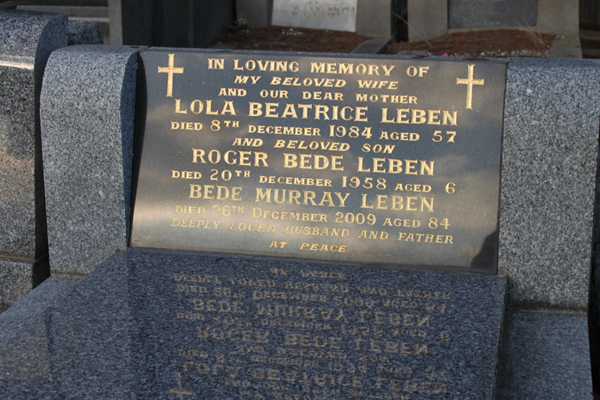 IN LOVING MEMORY OF
MY BELOVED WIFE
AND OUR DEAR MOTHER
LOLA BEATRICE LEBEN
DIED 8TH DECEMBER 1984 AGED 57
AND BELOVED SON
ROGER BEDE LEBEN
DIED 20TH DECEMBER 1958 AGED 6
BEDE MURRAY LEBEN
DIED 26TH DECEMBER 2009 AGED 84
DEEPLY LOVED HUSBAND AND FATHER
AT PEACE